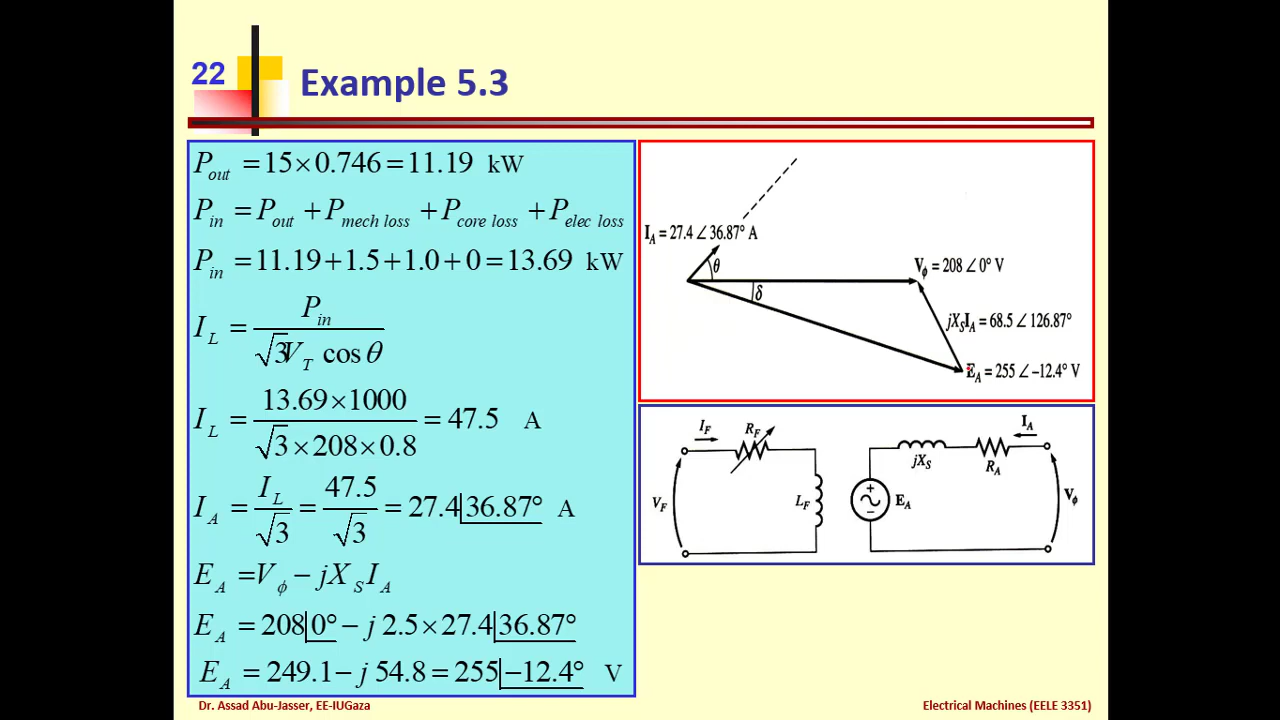 22
Example 5.3
P_out = 15 × 0.746 = 11.19 kW
P_in = P_out + P_mech loss + P_core loss + P_elec loss
P_in = 11.19 + 1.5 + 1.0 + 0 = 13.69 kW
I_L = P_in / √3 V_T cos θ
I_L = 13.69 × 1000 / √3 × 208 × 0.8 = 47.5 A
I_A = I_L / √3 = 47.5 / √3 = 27.4 |36.87° A
E_A = V_ϕ − jX_S I_A
E_A = 208 |0° − j 2.5 × 27.4 |36.87°
E_A = 249.1 − j 54.8 = 255 |−12.4° V
I_A = 27.4 ∠ 36.87° A
θ
V_ϕ = 208 ∠ 0° V
δ
jX_S I_A = 68.5 ∠ 126.87°
E_A = 255 ∠ −12.4° V
I_F
R_F
V_F
L_F
jX_S
R_A
I_A
+
E_A
−
V_ϕ
Dr. Assad Abu-Jasser, EE-IUGaza
Electrical Machines (EELE 3351)